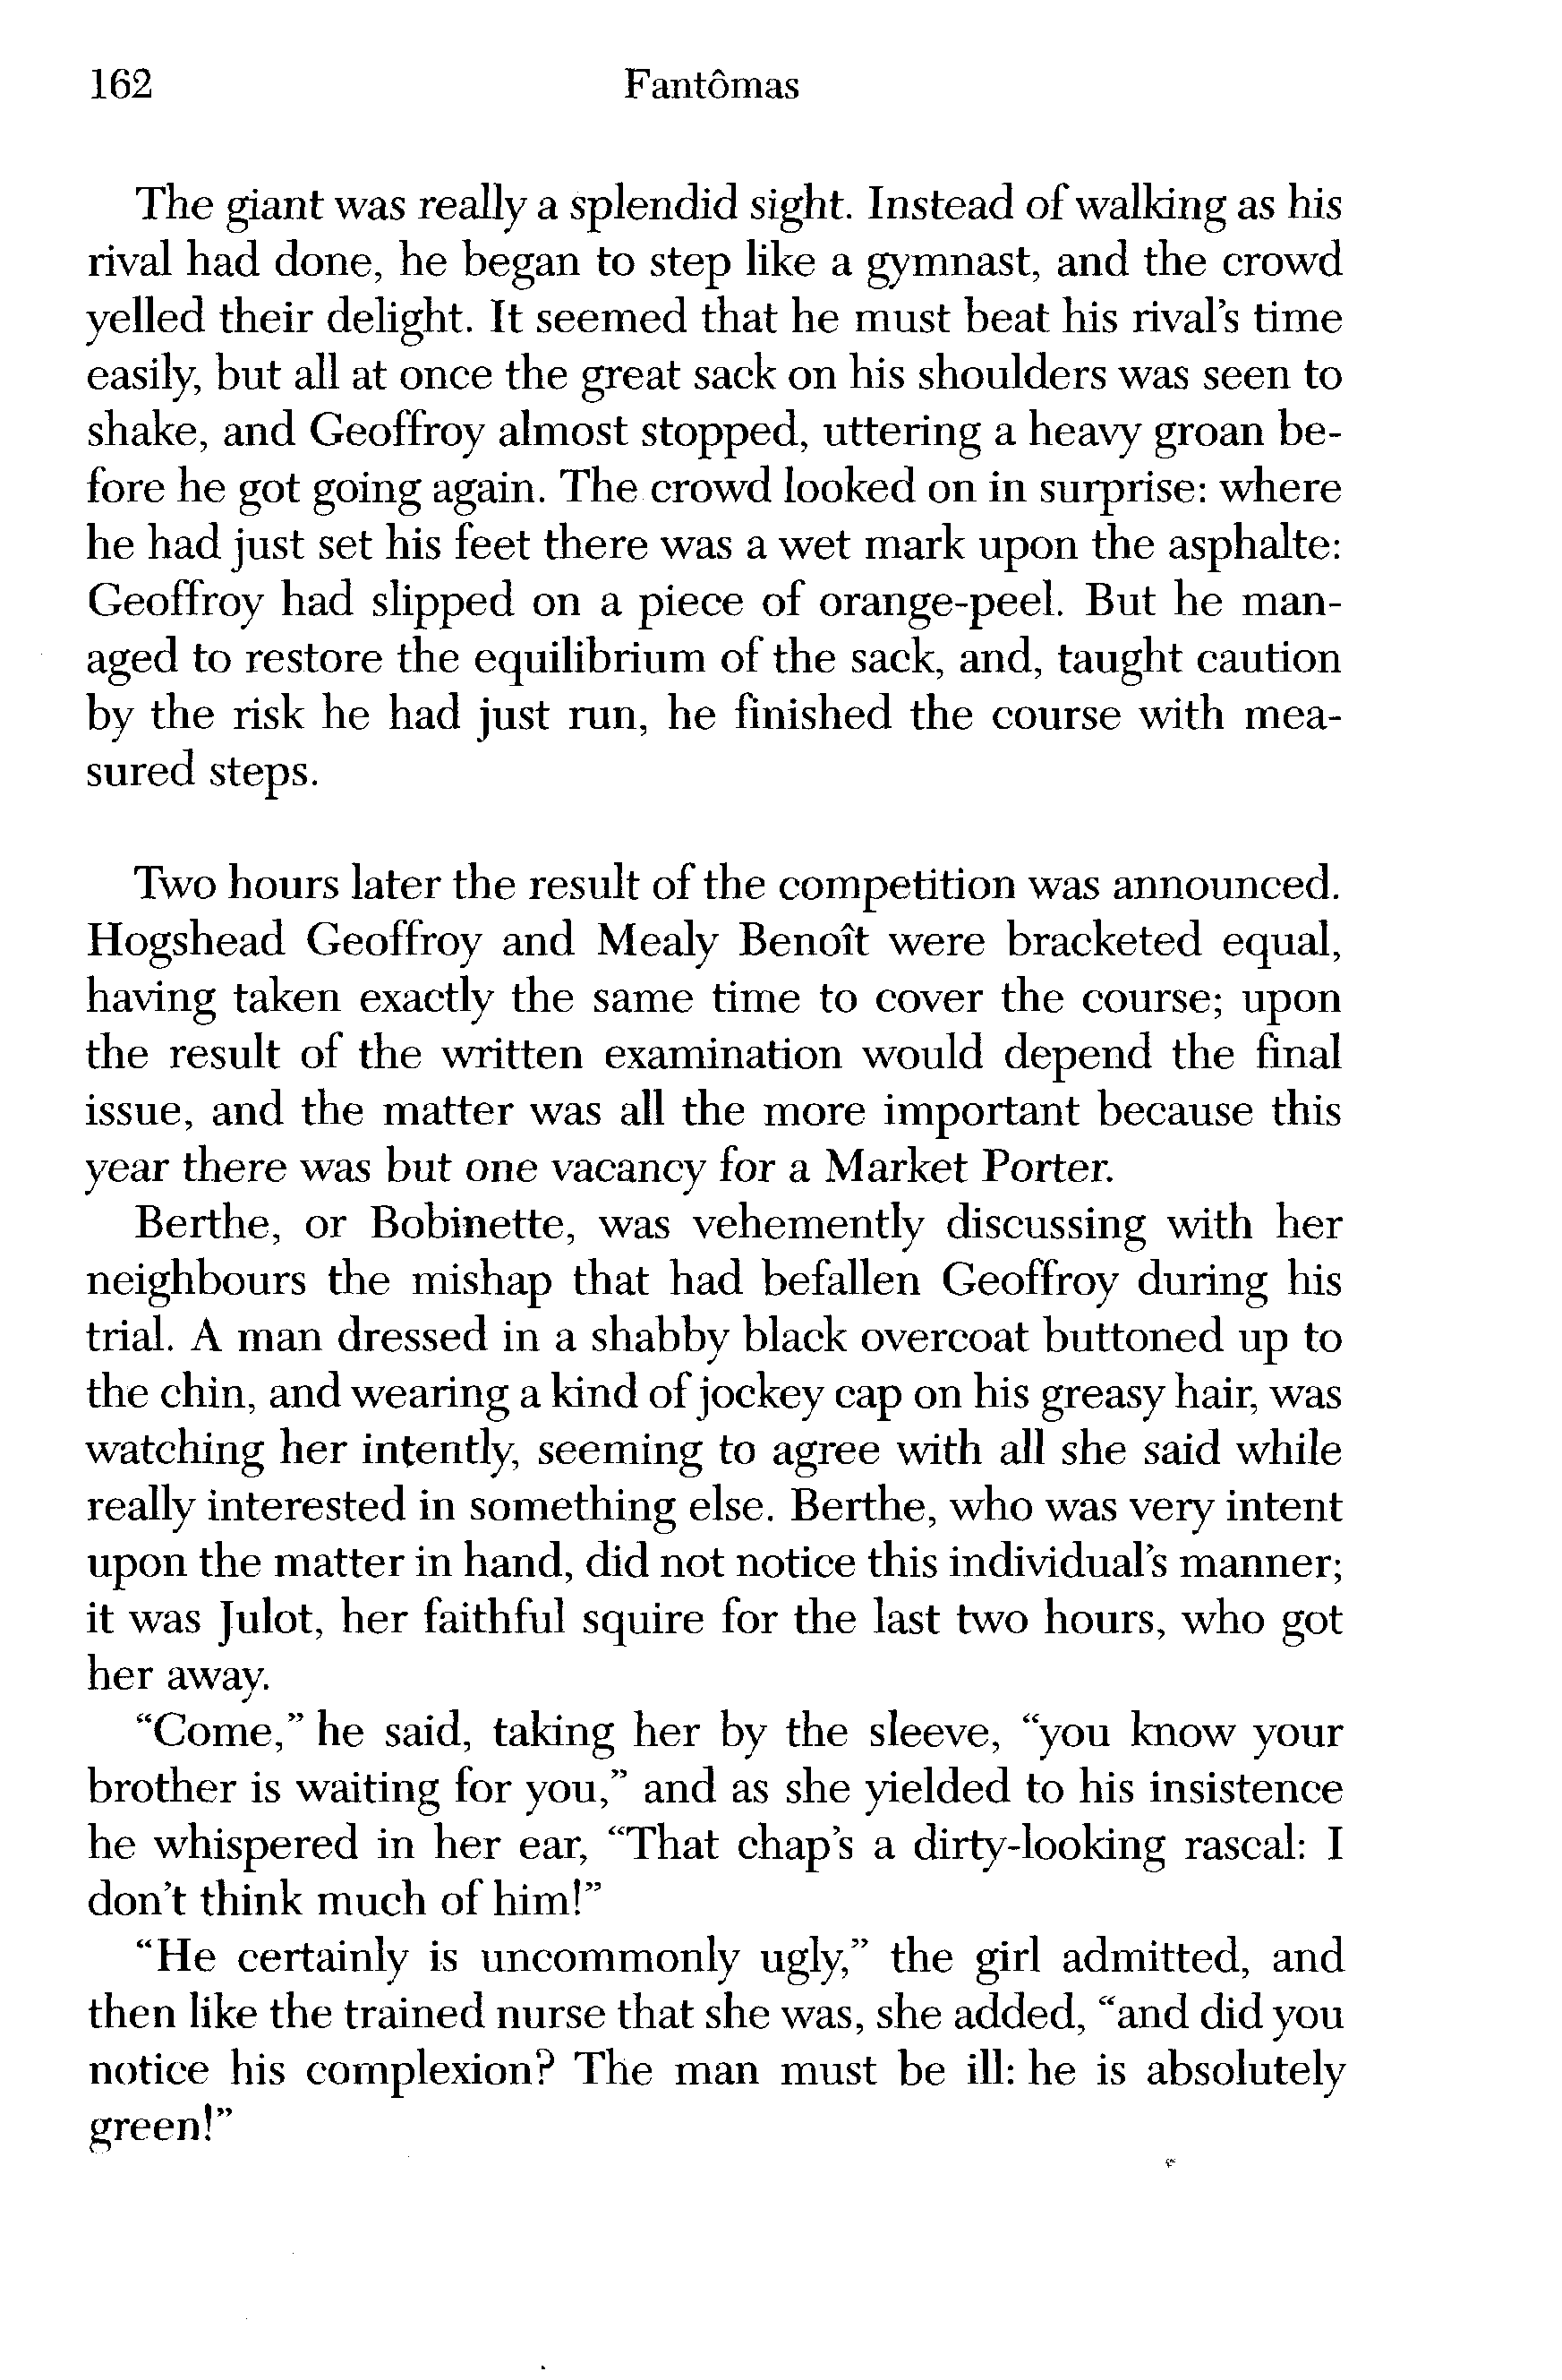 162 Fantômas
The giant was really a splendid sight. Instead of walking as his
rival had done, he began to step like a gymnast, and the crowd
yelled their delight. It seemed that he must beat his rival's time
easily, but all at once the great sack on his shoulders was seen to
shake, and Geoffroy almost stopped, uttering a heavy groan be-
fore he got going again. The crowd looked on in surprise: where
he had just set his feet there was a wet mark upon the asphalte:
Geoffroy had slipped on a piece of orange-peel. But he man-
aged to restore the equilibrium of the sack, and, taught caution
by the risk he had just run, he finished the course with mea-
sured steps.
Two hours later the result of the competition was announced.
Hogshead Geoffroy and Mealy Benoît were bracketed equal,
having taken exactly the same time to cover the course; upon
the result of the written examination would depend the final
issue, and the matter was all the more important because this
year there was but one vacancy for a Market Porter.
Berthe, or Bobinette, was vehemently discussing with her
neighbours the mishap that had befallen Geoffroy during his
trial. A man dressed in a shabby black overcoat buttoned up to
the chin, and wearing a kind of jockey cap on his greasy hair, was
watching her intently, seeming to agree with all she said while
really interested in something else. Berthe, who was very intent
upon the matter in hand, did not notice this individual's manner;
it was Julot, her faithful squire for the last two hours, who got
her away.
“Come,” he said, taking her by the sleeve, “you know your
brother is waiting for you,” and as she yielded to his insistence
he whispered in her ear, “That chap's a dirty-looking rascal: I
don't think much of him!”
“He certainly is uncommonly ugly,” the girl admitted, and
then like the trained nurse that she was, she added, “and did you
notice his complexion? The man must be ill: he is absolutely
green!”